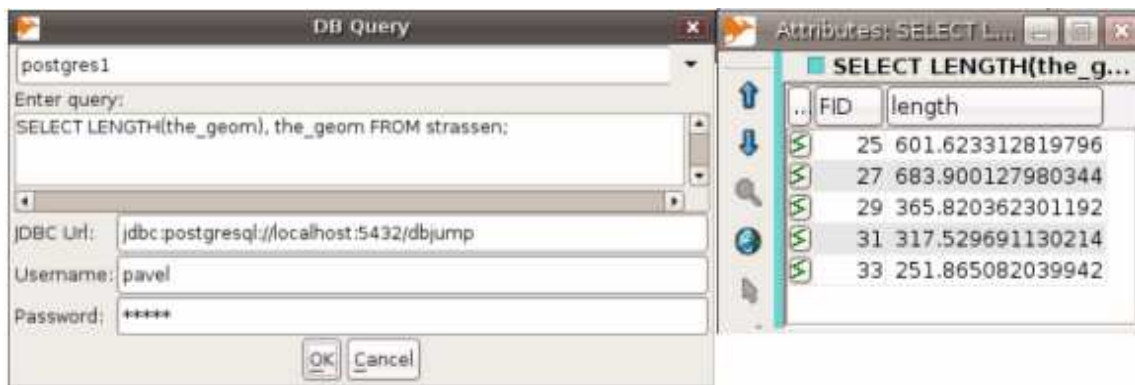 DB Query
postgres1
Enter query:
SELECT LENGTH(the_geom), the_geom FROM strassen;
JDBC Url: jdbc:postgresql://localhost:5432/dbjump
Username: pavel
Password: *****
OK Cancel
Attributes: SELECT L...
SELECT LENGTH(the_g...
... FID length
25 601.623312819796
27 683.900127980344
29 365.820362301192
31 317.529691130214
33 251.865082039942